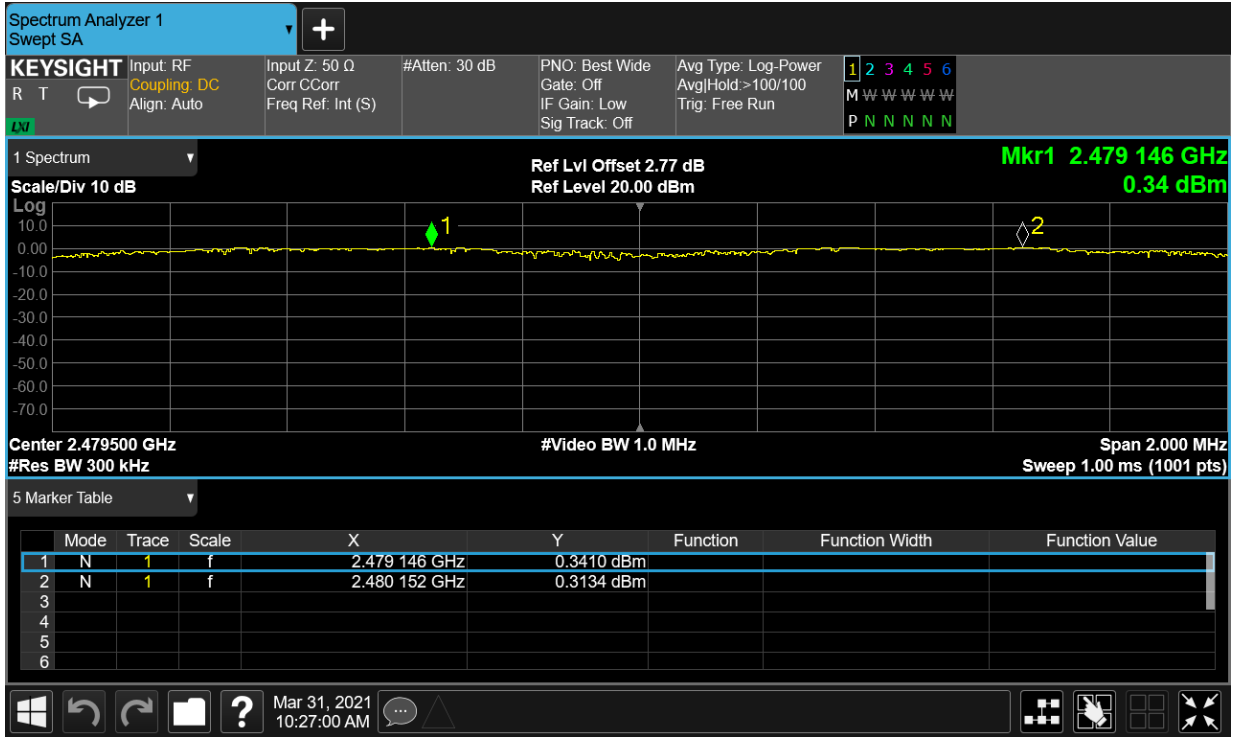 Spectrum Analyzer 1
Swept SA
KEYSIGHT
R T
LXI
Input: RF
Coupling: DC
Align: Auto
Input Z: 50 Ω
Corr CCorr
Freq Ref: Int (S)
#Atten: 30 dB
PNO: Best Wide
Gate: Off
IF Gain: Low
Sig Track: Off
Avg Type: Log-Power
Avg|Hold:>100/100
Trig: Free Run
1 2 3 4 5 6
M W W W W W
P N N N N N
1 Spectrum
Scale/Div 10 dB
Ref Lvl Offset 2.77 dB
Ref Level 20.00 dBm
Mkr1 2.479 146 GHz
0.34 dBm
Log
10.0
0.00
-10.0
-20.0
-30.0
-40.0
-50.0
-60.0
-70.0
1
2
Center 2.479500 GHz
#Video BW 1.0 MHz
Span 2.000 MHz
#Res BW 300 kHz
Sweep 1.00 ms (1001 pts)
5 Marker Table
Mode Trace Scale X Y Function Function Width Function Value
1 N 1 f 2.479 146 GHz 0.3410 dBm
2 N 1 f 2.480 152 GHz 0.3134 dBm
3
4
5
6
?
Mar 31, 2021
10:27:00 AM